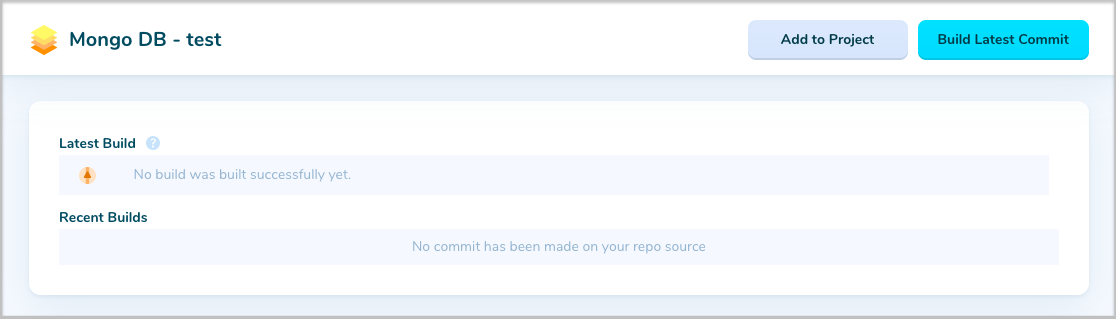 Mongo DB - test
Add to Project
Build Latest Commit
Latest Build ?
No build was built successfully yet.
Recent Builds
No commit has been made on your repo source